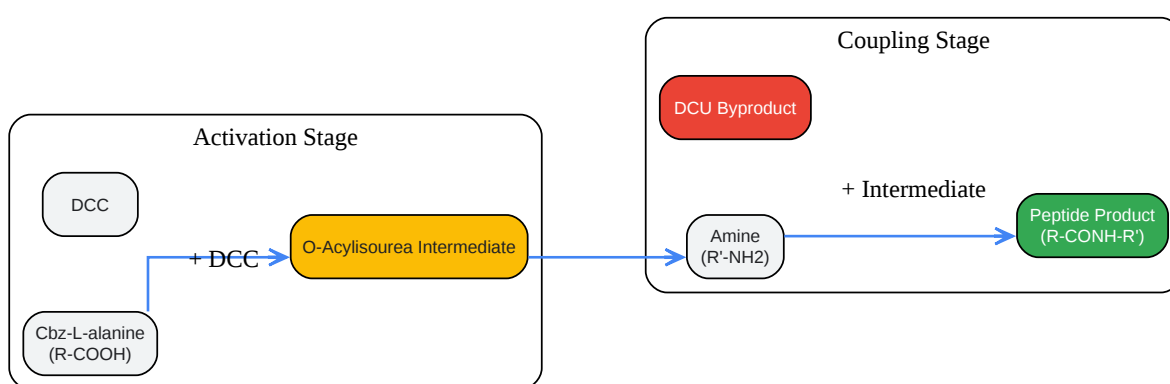 Activation Stage
DCC
+ DCC
O-Acylisourea Intermediate
Cbz-L-alanine
(R-COOH)
Coupling Stage
DCU Byproduct
+ Intermediate
Amine
(R'-NH2)
Peptide Product
(R-CONH-R')